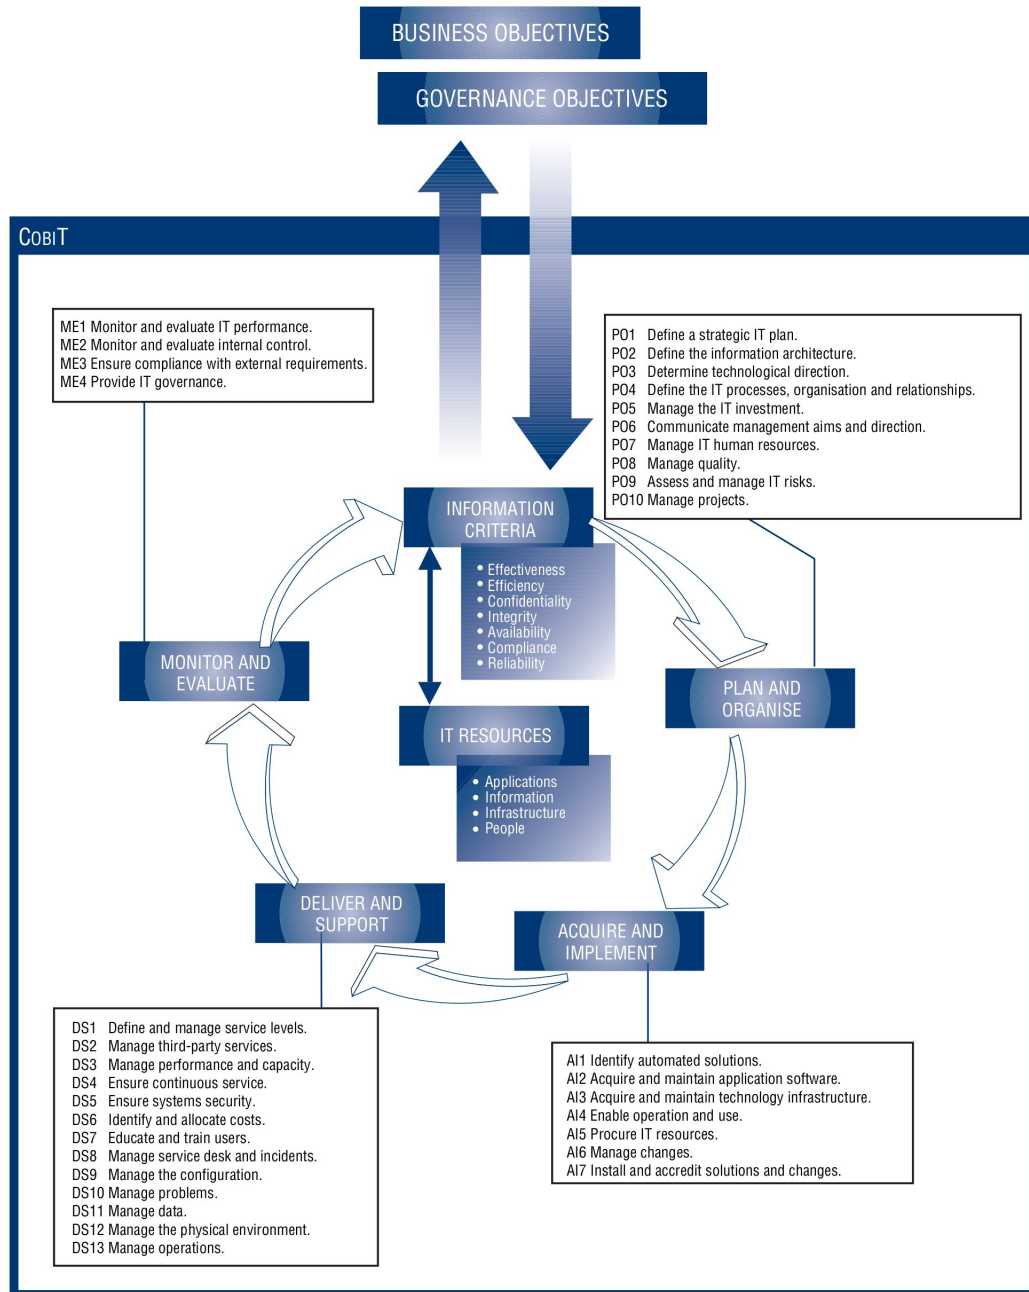 BUSINESS OBJECTIVES
GOVERNANCE OBJECTIVES
COBIT
ME1 Monitor and evaluate IT performance.
ME2 Monitor and evaluate internal control.
ME3 Ensure compliance with external requirements.
ME4 Provide IT governance.
PO1 Define a strategic IT plan.
PO2 Define the information architecture.
PO3 Determine technological direction.
PO4 Define the IT processes, organisation and relationships.
PO5 Manage the IT investment.
PO6 Communicate management aims and direction.
PO7 Manage IT human resources.
PO8 Manage quality.
PO9 Assess and manage IT risks.
PO10 Manage projects.
INFORMATION
CRITERIA
• Effectiveness
• Efficiency
• Confidentiality
• Integrity
• Availability
• Compliance
• Reliability
MONITOR AND
EVALUATE
PLAN AND
ORGANISE
IT RESOURCES
• Applications
• Information
• Infrastructure
• People
DELIVER AND
SUPPORT
ACQUIRE AND
IMPLEMENT
DS1 Define and manage service levels.
DS2 Manage third-party services.
DS3 Manage performance and capacity.
DS4 Ensure continuous service.
DS5 Ensure systems security.
DS6 Identify and allocate costs.
DS7 Educate and train users.
DS8 Manage service desk and incidents.
DS9 Manage the configuration.
DS10 Manage problems.
DS11 Manage data.
DS12 Manage the physical environment.
DS13 Manage operations.
AI1 Identify automated solutions.
AI2 Acquire and maintain application software.
AI3 Acquire and maintain technology infrastructure.
AI4 Enable operation and use.
AI5 Procure IT resources.
AI6 Manage changes.
AI7 Install and accredit solutions and changes.